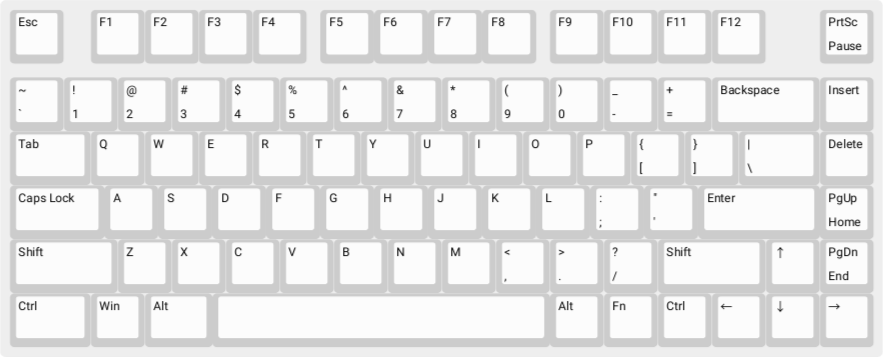 Esc F1 F2 F3 F4 F5 F6 F7 F8 F9 F10 F11 F12 PrtSc
Pause
~ ! @ # $ % ^ & * ( ) _ + Backspace Insert
` 1 2 3 4 5 6 7 8 9 0 - =
Tab Q W E R T Y U I O P { } | Delete
[ ] \
Caps Lock A S D F G H J K L : " Enter PgUp
; ' Home
Shift Z X C V B N M < > ? Shift ↑ PgDn
, . / End
Ctrl Win Alt Alt Fn Ctrl ← ↓ →